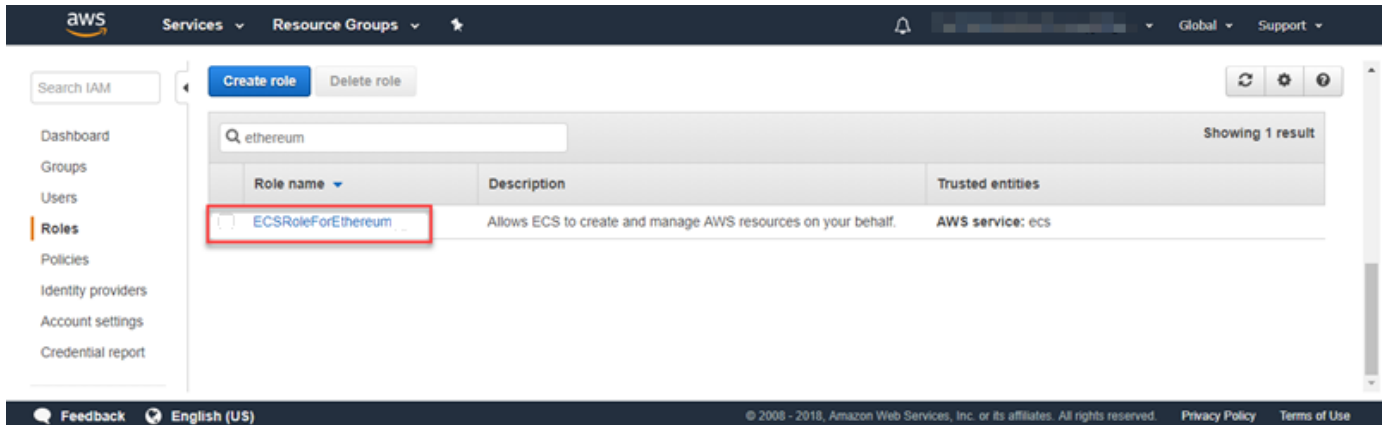 aws Services Resource Groups Global Support
Search IAM Create role Delete role
Dashboard
Groups
Users
Roles
Policies
Identity providers
Account settings
Credential report
ethereum Showing 1 result
Role name Description Trusted entities
ECSRoleForEthereum Allows ECS to create and manage AWS resources on your behalf. AWS service: ecs
Feedback English (US) © 2008 - 2018, Amazon Web Services, Inc. or its affiliates. All rights reserved. Privacy Policy Terms of Use